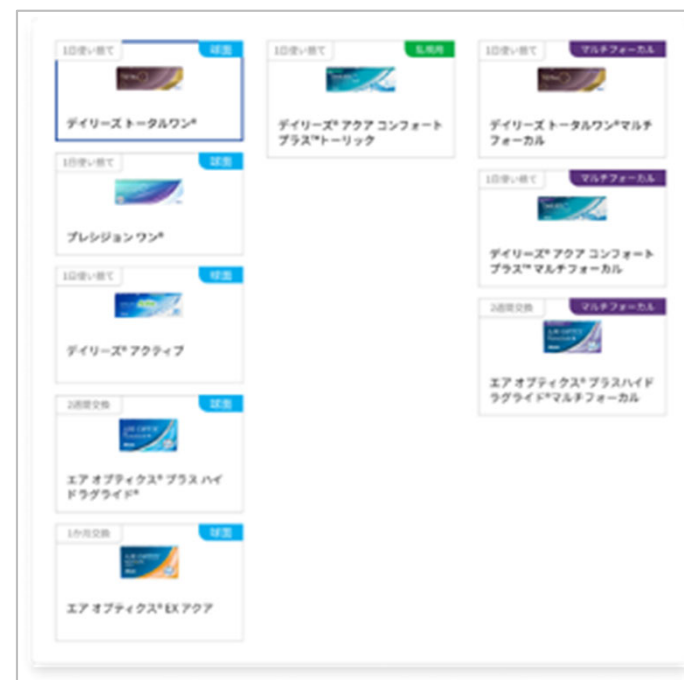 1日使い捨て
球面
デイリーズ トータルワン®
1日使い捨て
球面
プレシジョン ワン®
1日使い捨て
球面
デイリーズ® アクティブ
2週間交換
球面
エア オプティクス® プラス ハイ
ドラグライド®
1か月交換
球面
エア オプティクス® EX アクア
1日使い捨て
乱視用
デイリーズ® アクア コンフォート
プラス™トーリック
1日使い捨て
マルチフォーカル
デイリーズ トータルワン®マルチ
フォーカル
1日使い捨て
マルチフォーカル
デイリーズ® アクア コンフォート
プラス™ マルチフォーカル
2週間交換
マルチフォーカル
エア オプティクス® プラスハイド
ラグライド®マルチフォーカル